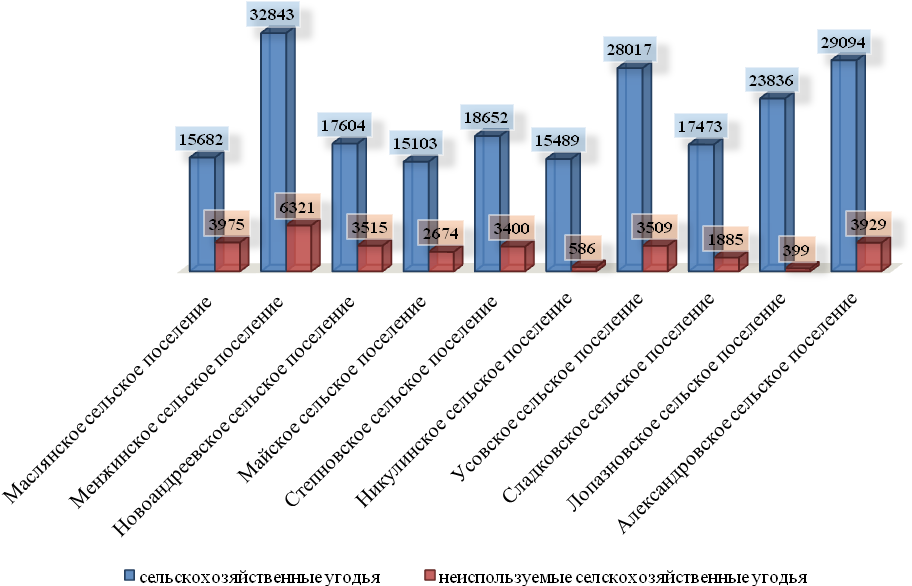 32843
29094
28017
23836
18652
17604
17473
15682
15489
15103
6321
3975
3929
3515
3509
3400
2674
1885
586
399
Маслянское сельское поселение
Менжинское сельское поселение
Новоандреевское сельское поселение
Майское сельское поселение
Степновское сельское поселение
Никулинское сельское поселение
Усовское сельское поселение
Сладковское сельское поселение
Лопазновское сельское поселение
Александровское сельское поселение
сельскохозяйственные угодья
неиспользуемые селскохозяйственные угодья